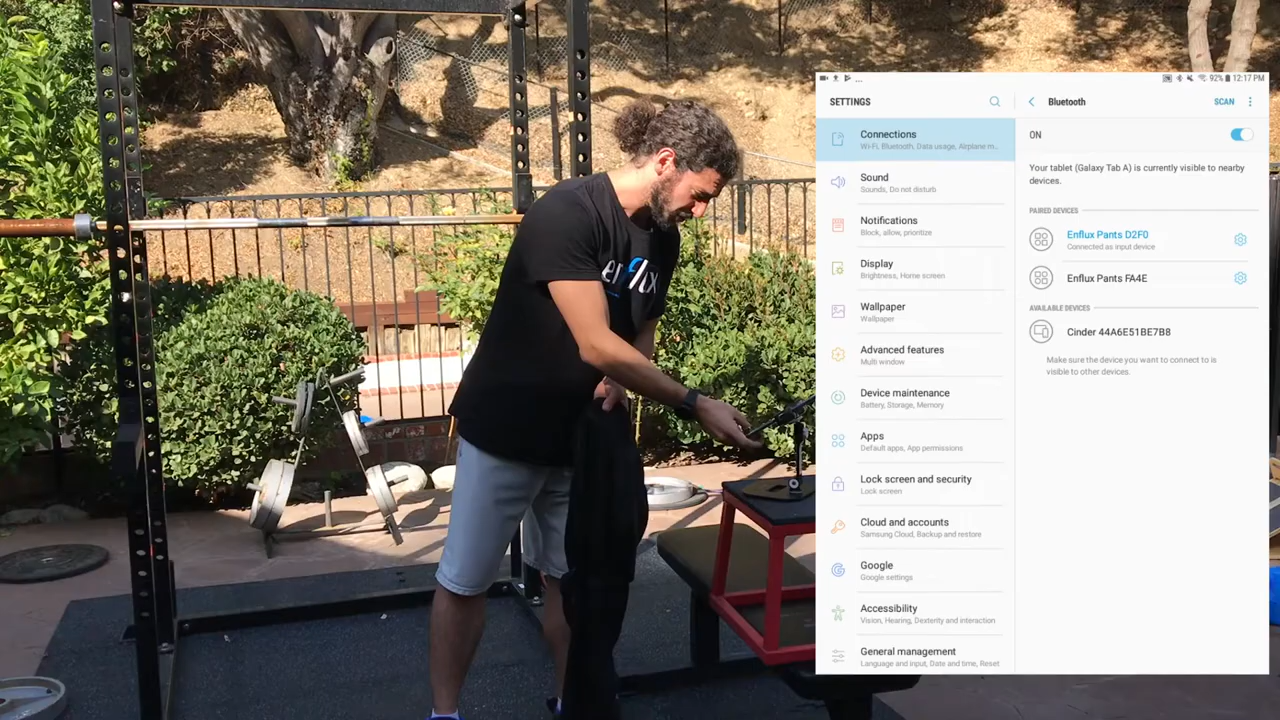 enflux
... 92% 12:17 PM
SETTINGS
Connections
Wi-Fi, Bluetooth, Data usage, Airplane m..
Sound
Sounds, Do not disturb
Notifications
Block, allow, prioritize
Display
Brightness, Home screen
Wallpaper
Wallpaper
Advanced features
Multi window
Device maintenance
Battery, Storage, Memory
Apps
Default apps, App permissions
Lock screen and security
Lock screen
Cloud and accounts
Samsung Cloud, Backup and restore
Google
Google settings
Accessibility
Vision, Hearing, Dexterity and interaction
General management
Language and input, Date and time, Reset
Bluetooth
SCAN
ON
Your tablet (Galaxy Tab A) is currently visible to nearby
devices.
PAIRED DEVICES
Enflux Pants D2F0
Connected as input device
Enflux Pants FA4E
AVAILABLE DEVICES
Cinder 44A6E51BE7B8
Make sure the device you want to connect to is
visible to other devices.